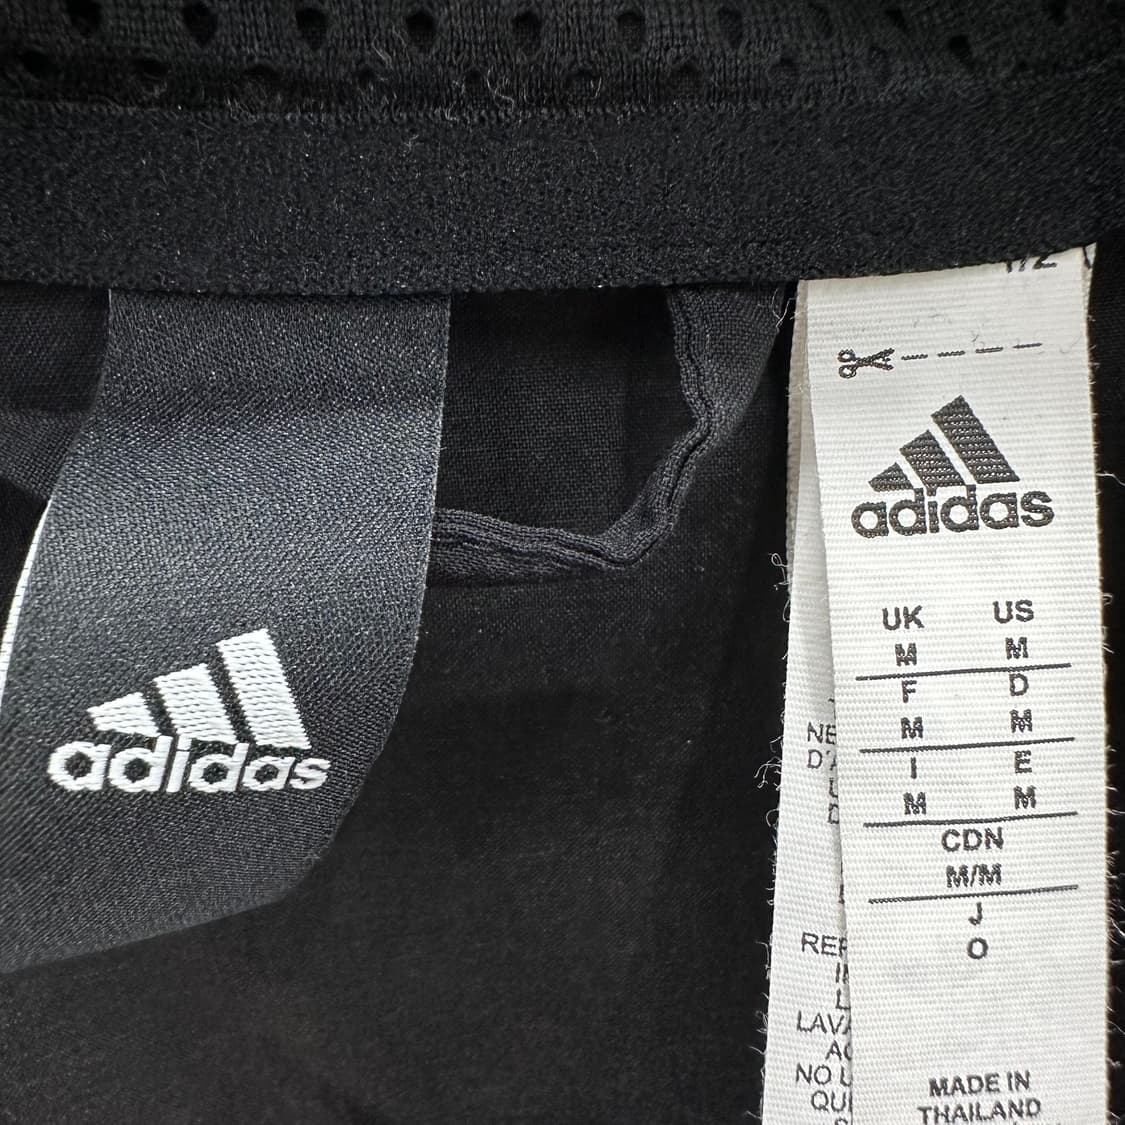 adidas
adidas
UK US
M M
F D
M M
I E
M M
CDN
M/M
J
O
MADE IN
THAILAND
NE
REF
LAVA
NO U
QUI